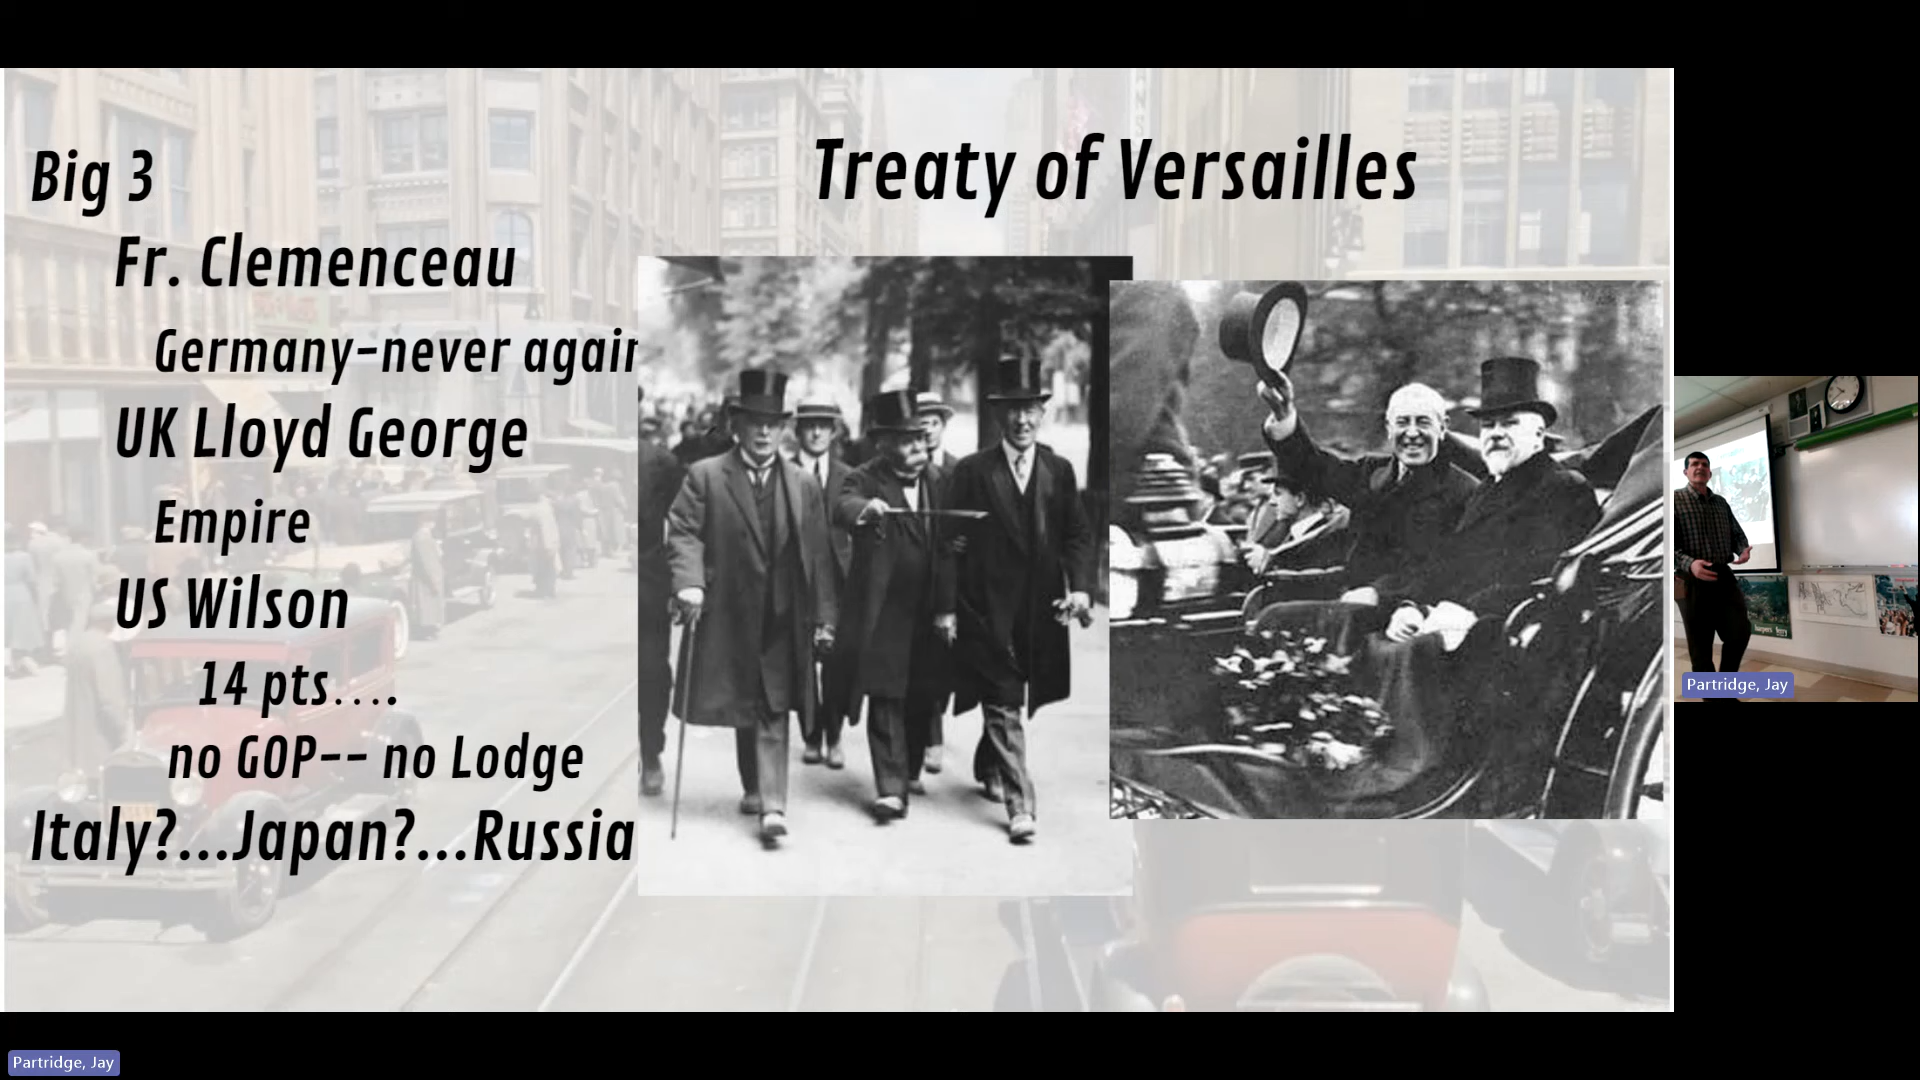 Treaty of Versailles
Big 3
Fr. Clemenceau
Germany-never again
UK Lloyd George
Empire
US Wilson
14 pts....
no GOP-- no Lodge
Italy?...Japan?...Russia
Partridge, Jay
Partridge, Jay